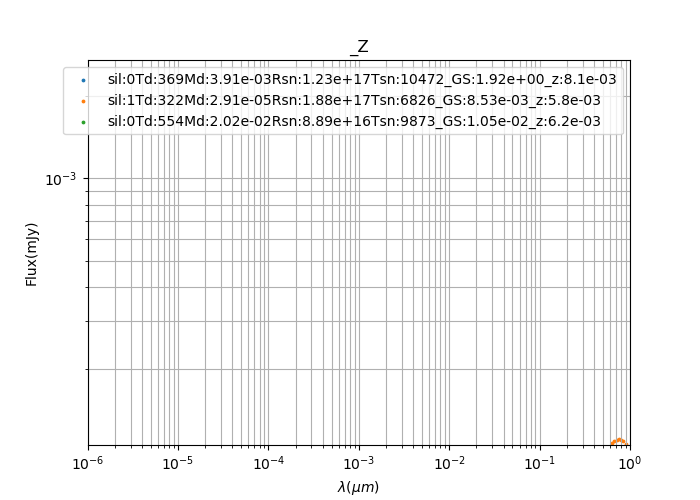 _Z
sil:0Td:369Md:3.91e-03Rsn:1.23e+17Tsn:10472_GS:1.92e+00_z:8.1e-03
sil:1Td:322Md:2.91e-05Rsn:1.88e+17Tsn:6826_GS:8.53e-03_z:5.8e-03
sil:0Td:554Md:2.02e-02Rsn:8.89e+16Tsn:9873_GS:1.05e-02_z:6.2e-03
10⁻³
Flux(mJy)
10⁻⁶ 10⁻⁵ 10⁻⁴ 10⁻³ 10⁻² 10⁻¹ 10⁰
λ(μm)